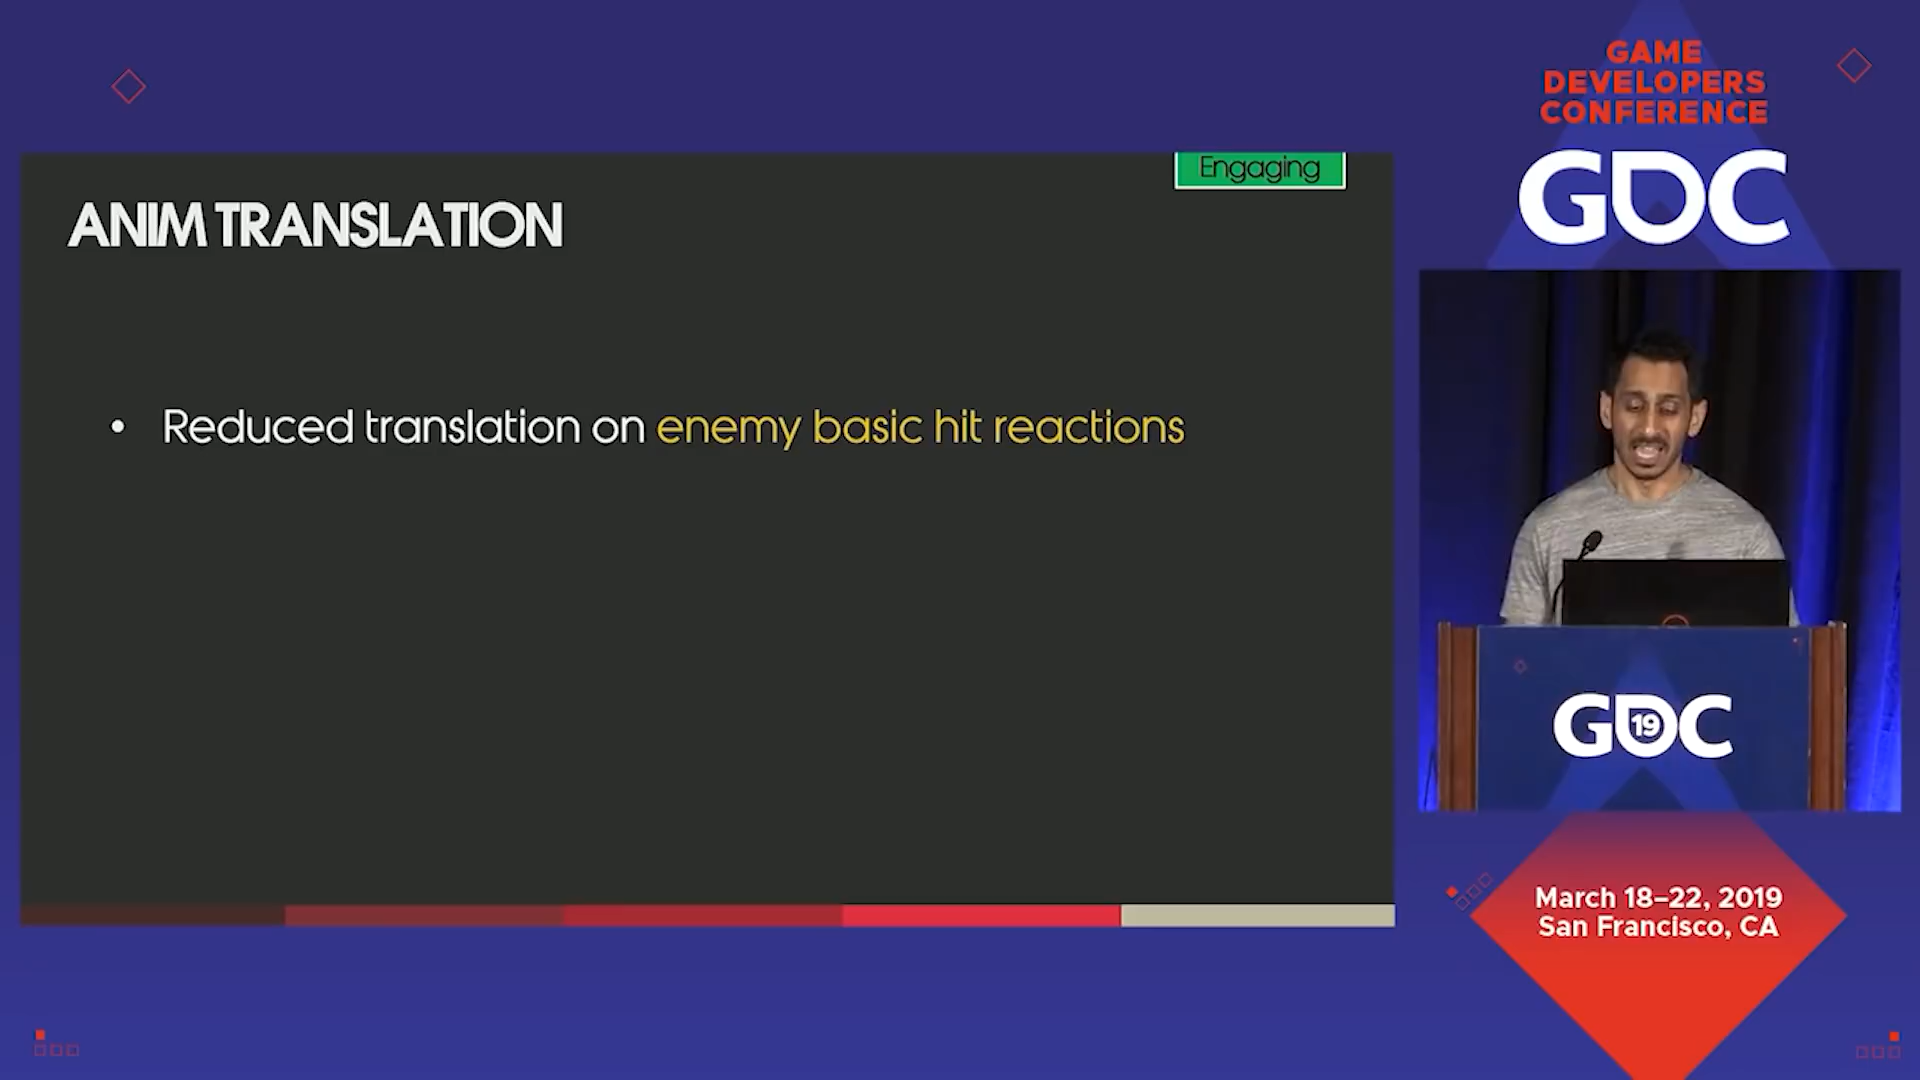 Engaging
ANIM TRANSLATION
• Reduced translation on enemy basic hit reactions
GAME
DEVELOPERS
CONFERENCE
GDC
GDC
19
March 18–22, 2019
San Francisco, CA